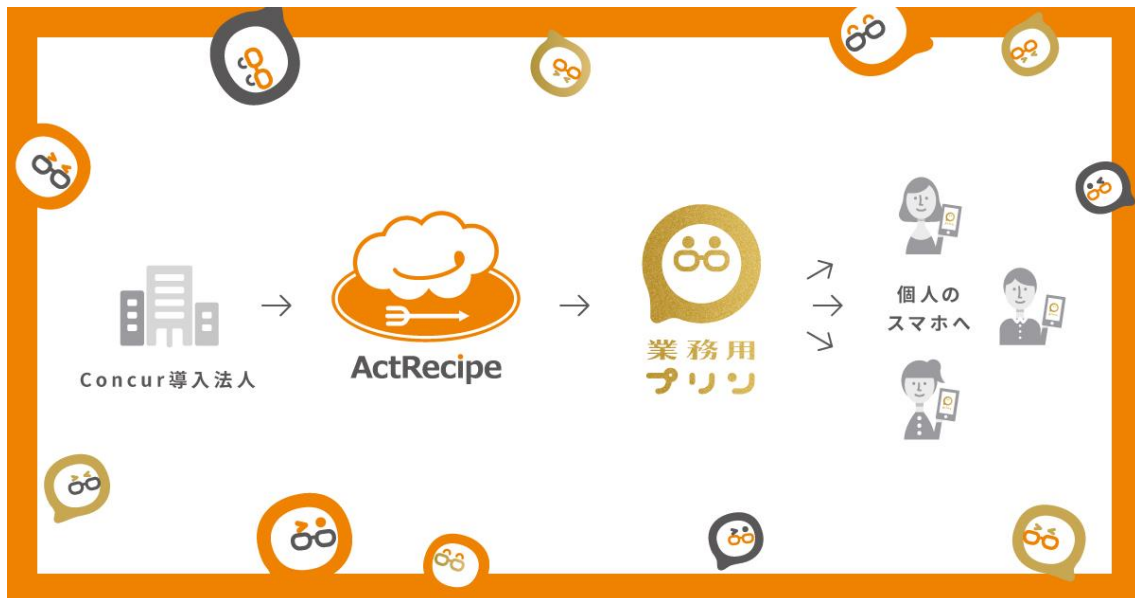 Concur導入法人
ActRecipe
業務用
プリン
個人の
スマホへ